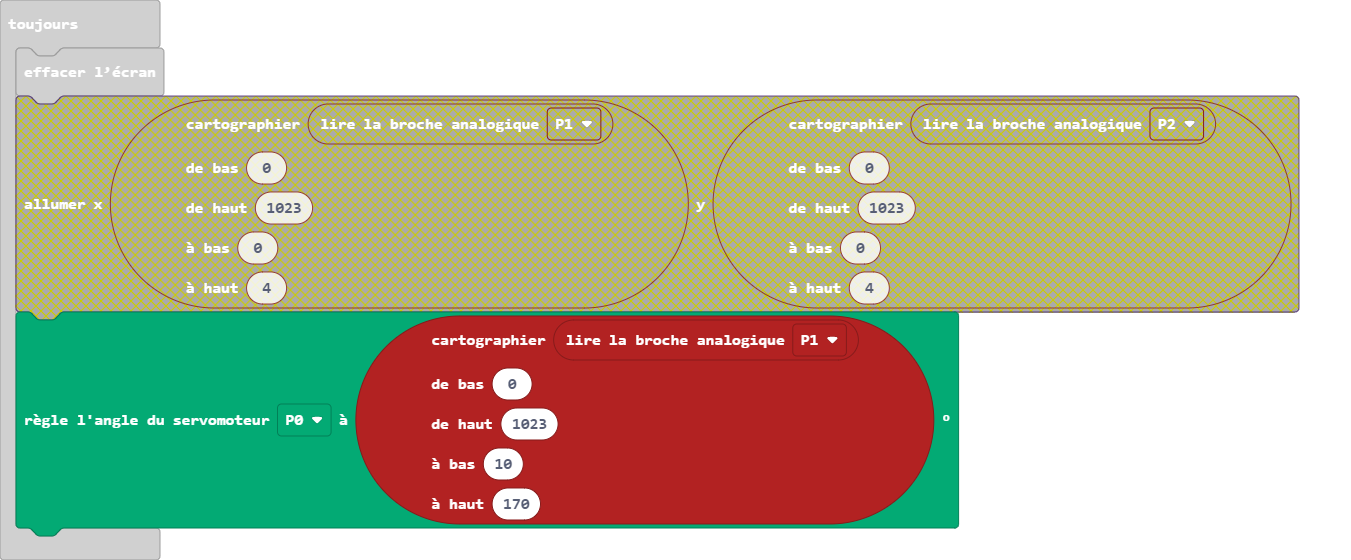 toujours
effacer l'écran
cartographier lire la broche analogique P1 cartographier lire la broche analogique P2
de bas 0 de bas 0
allumer x de haut 1023 y de haut 1023
à bas 0 à bas 0
à haut 4 à haut 4
cartographier lire la broche analogique P1
de bas 0
règle l'angle du servomoteur P0 à de haut 1023 °
à bas 10
à haut 170